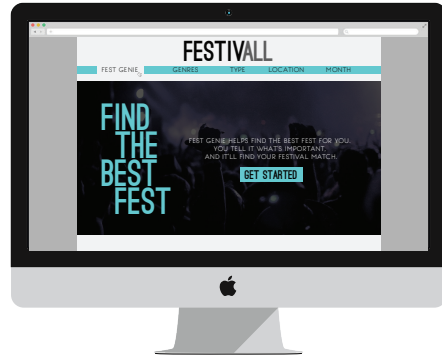 FESTIVALL
FEST GENIE GENRES TYPE LOCATION MONTH
FIND
THE
BEST
FEST
FEST GENIE HELPS FIND THE BEST FEST FOR YOU.
YOU TELL IT WHAT'S IMPORTANT,
AND IT'LL FIND YOUR FESTIVAL MATCH.
GET STARTED